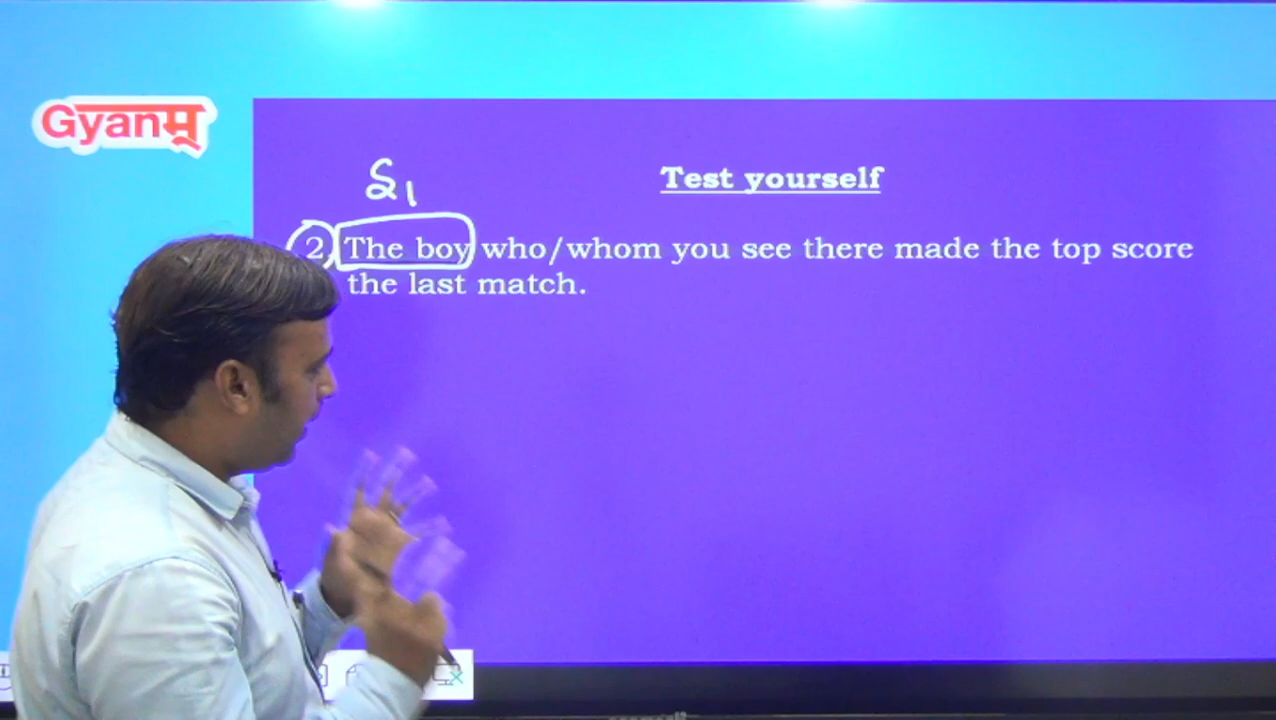 Gyanम्
S1
Test yourself
2 The boy who/whom you see there made the top score
the last match.